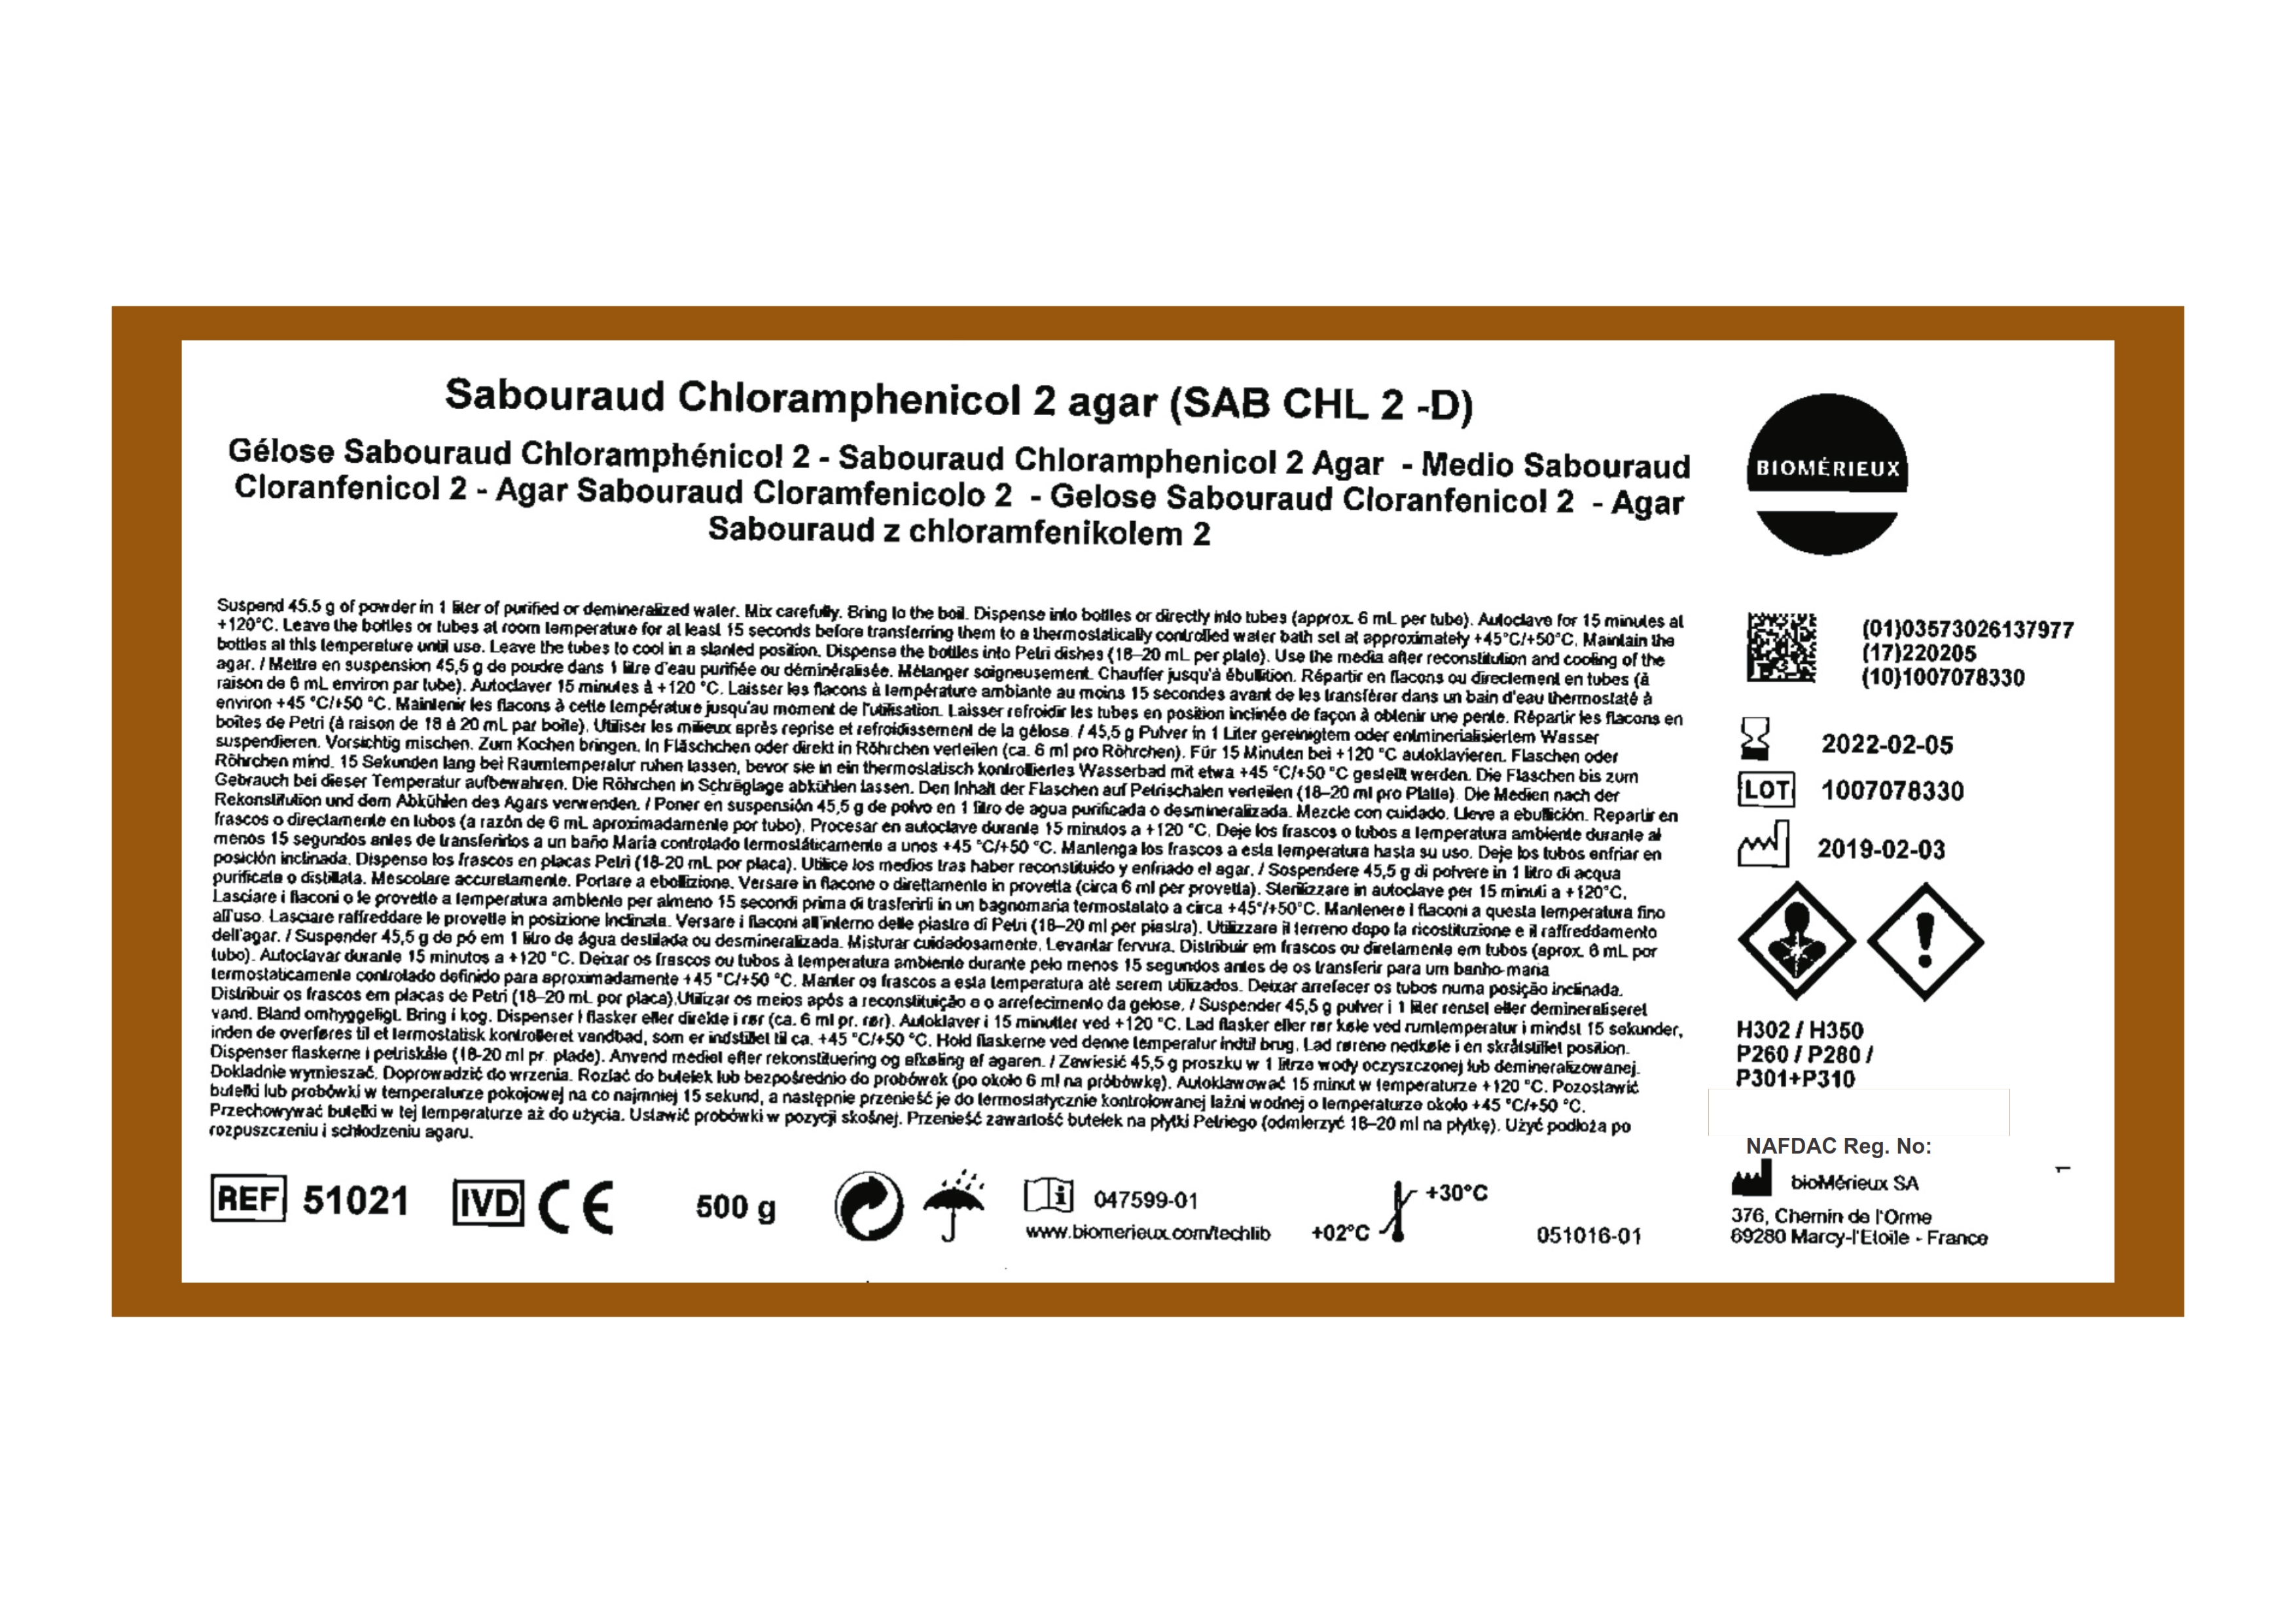 Sabouraud Chloramphenicol 2 agar (SAB CHL 2 -D)
Gélose Sabouraud Chloramphénicol 2 - Sabouraud Chloramphenicol 2 Agar - Medio Sabouraud
Cloranfenicol 2 - Agar Sabouraud Cloramfenicolo 2 - Gelose Sabouraud Cloranfenicol 2 - Agar
Sabouraud z chloramfenikolem 2
Suspend 45.5 g of powder in 1 liter of purified or demineralized water. Mix carefully. Bring to the boil. Dispense into bottles or directly into tubes (approx. 6 mL per tube). Autoclave for 15 minutes at
+120°C. Leave the bottles or tubes at room temperature for at least 15 seconds before transferring them to a thermostatically controlled water bath set at approximately +45°C/+50°C. Maintain the
bottles at this temperature until use. Leave the tubes to cool in a slanted position. Dispense the bottles into Petri dishes (18–20 mL per plate). Use the media after reconstitution and cooling of the
agar. / Mettre en suspension 45,5 g de poudre dans 1 litre d'eau purifiée ou déminéralisée. Mélanger soigneusement. Chauffer jusqu'à ébullition. Répartir en flacons ou directement en tubes (à
raison de 6 mL environ par tube). Autoclaver 15 minutes à +120 °C. Laisser les flacons à température ambiante au moins 15 secondes avant de les transférer dans un bain d'eau thermostaté à
environ +45 °C/+50 °C. Maintenir les flacons à cette température jusqu'au moment de l'utilisation. Laisser refroidir les tubes en position inclinée de façon à obtenir une pente. Répartir les flacons en
boîtes de Petri (à raison de 18 à 20 mL par boîte). Utiliser les milieux après reprise et refroidissement de la gélose. / 45,5 g Pulver in 1 Liter gereinigtem oder entminerialisiertem Wasser
suspendieren. Vorsichtig mischen. Zum Kochen bringen. In Fläschchen oder direkt in Röhrchen verteilen (ca. 6 ml pro Röhrchen). Für 15 Minuten bei +120 °C autoklavieren. Flaschen oder
Röhrchen mind. 15 Sekunden lang bei Raumtemperatur ruhen lassen, bevor sie in ein thermostatisch kontrolliertes Wasserbad mit etwa +45 °C/+50 °C gestellt werden. Die Flaschen bis zum
Gebrauch bei dieser Temperatur aufbewahren. Die Röhrchen in Schräglage abkühlen lassen. Den Inhalt der Flaschen auf Petrischalen verteilen (18–20 ml pro Platte). Die Medien nach der
Rekonstitution und dem Abkühlen des Agars verwenden. / Poner en suspensión 45,5 g de polvo en 1 litro de agua purificada o desmineralizada. Mezcle con cuidado. Lleve a ebullición. Repartir en
frascos o directamente en tubos (a razón de 6 mL aproximadamente por tubo). Procesar en autoclave durante 15 minutos a +120 °C. Deje los frascos o tubos a temperatura ambiente durante al
menos 15 segundos antes de transferirlos a un baño María controlado termostáticamente a unos +45 °C/+50 °C. Mantenga los frascos a esta temperatura hasta su uso. Deje los tubos enfriar en
posición inclinada. Dispense los frascos en placas Petri (18-20 mL por placa). Utilice los medios tras haber reconstituido y enfriado el agar. / Sospendere 45,5 g di polvere in 1 litro di acqua
purificata o distillata. Mescolare accuratamente. Portare a ebollizione. Versare in flacone o direttamente in provetta (circa 6 ml per provetta). Sterilizzare in autoclave per 15 minuti a +120°C.
Lasciare i flaconi o le provette a temperatura ambiente per almeno 15 secondi prima di trasferirli in un bagnomaria termostatato a circa +45°/+50°C. Mantenere i flaconi a questa temperatura fino
all'uso. Lasciare raffreddare le provette in posizione inclinata. Versare i flaconi all'interno delle piastre di Petri (18–20 ml per piastra). Utilizzare il terreno dopo la ricostituzione e il raffreddamento
dell'agar. / Suspender 45,5 g de pó em 1 litro de água destilada ou desmineralizada. Misturar cuidadosamente. Levantar fervura. Distribuir em frascos ou diretamente em tubos (aprox. 6 mL por
tubo). Autoclavar durante 15 minutos a +120 °C. Deixar os frascos ou tubos à temperatura ambiente durante pelo menos 15 segundos antes de os transferir para um banho-maria
termostaticamente controlado definido para aproximadamente +45 °C/+50 °C. Manter os frascos a esta temperatura até serem utilizados. Deixar arrefecer os tubos numa posição inclinada.
Distribuir os frascos em placas de Petri (18–20 mL por placa).Utilizar os meios após a reconstituição e o arrefecimento da gelose. / Suspender 45,5 g pulver i 1 liter renset eller demineraliseret
vand. Bland omhyggeligt. Bring i kog. Dispenser i flasker eller direkte i rør (ca. 6 ml pr. rør). Autoklaver i 15 minutter ved +120 °C. Lad flasker eller rør køle ved rumtemperatur i mindst 15 sekunder,
inden de overføres til et termostatisk kontrolleret vandbad, som er indstillet til ca. +45 °C/+50 °C. Hold flaskerne ved denne temperatur indtil brug. Lad rørene nedkøle i en skråtstillet position.
Dispenser flaskerne i petriskåle (18-20 ml pr. plade). Anvend mediet efter rekonstituering og afkøling af agaren. / Zawiesić 45,5 g proszku w 1 litrze wody oczyszczonej lub demineralizowanej.
Dokladnie wymieszać. Doprowadzić do wrzenia. Rozlać do butelek lub bezpośrednio do probówek (po około 6 ml na próbówkę). Autoklawować 15 minut w temperaturze +120 °C. Pozostawić
butelki lub probówki w temperaturze pokojowej na co najmniej 15 sekund, a następnie przenieść je do termostatycznie kontrolowanej łaźni wodnej o temperaturze około +45 °C/+50 °C.
Przechowywać butelki w tej temperaturze aż do użycia. Ustawić probówki w pozycji skośnej. Przenieść zawartość butelek na płytki Petriego (odmierzyć 18–20 ml na płytkę). Użyć podłoża po
rozpuszczeniu i schłodzeniu agaru.
REF 51021 IVD CE 500 g
047599-01
www.biomerieux.com/techlib
+02°C +30°C
051016-01
BIOMÉRIEUX
(01)03573026137977
(17)220205
(10)1007078330
2022-02-05
LOT 1007078330
2019-02-03
H302 / H350
P260 / P280 /
P301+P310
NAFDAC Reg. No:
bioMérieux SA
376, Chemin de l'Orme
69280 Marcy-l'Etoile - France
1